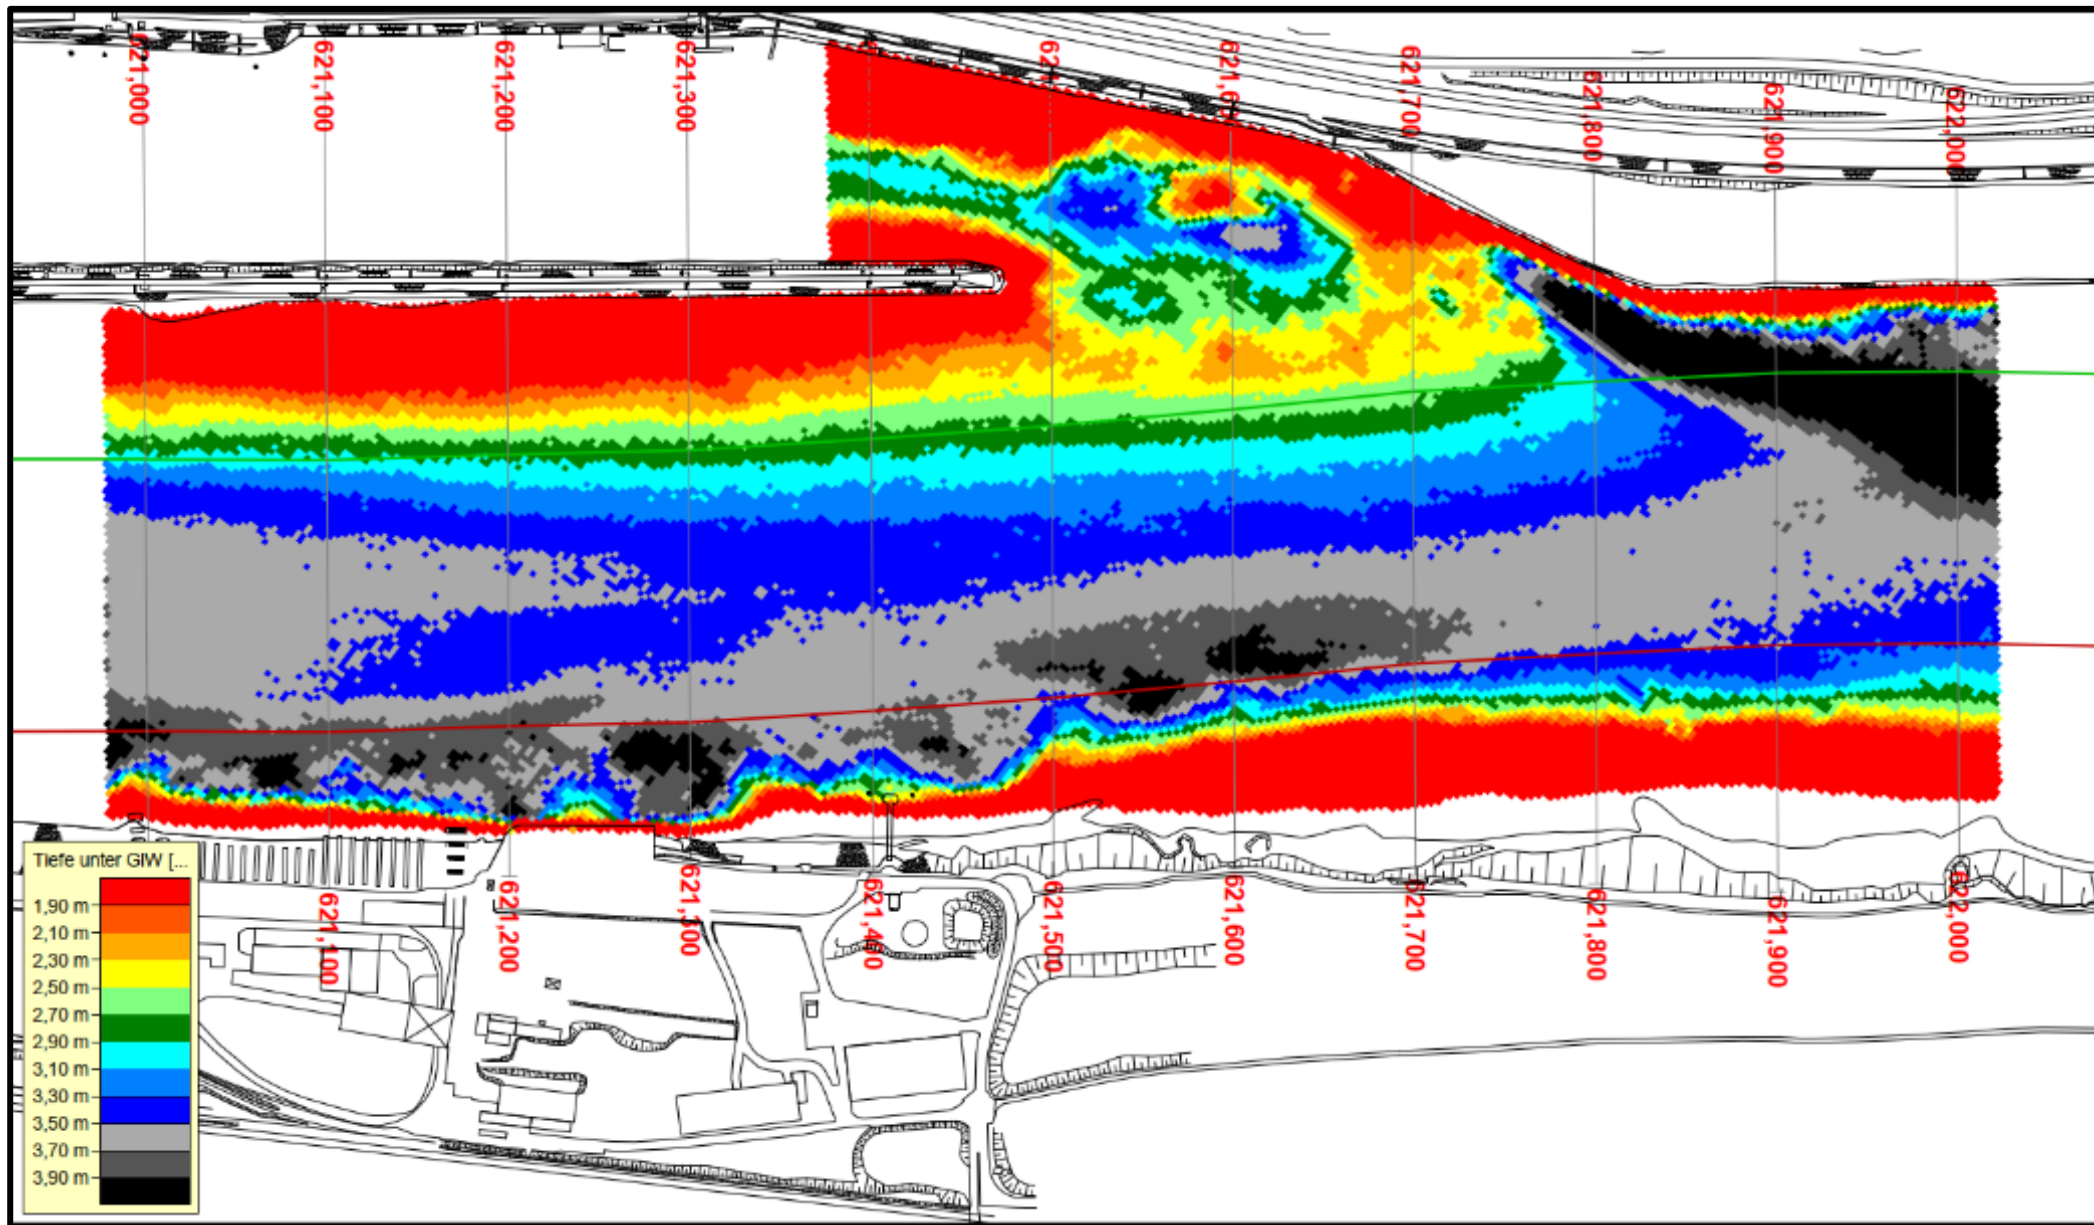 621,000
621,100
621,200
621,300
621,700
621,800
621,900
622,000
Tiefe unter GlW [...
1,90 m
2,10 m
2,30 m
2,50 m
2,70 m
2,90 m
3,10 m
3,30 m
3,50 m
3,70 m
3,90 m
621,100
621,200
621,300
621,400
621,500
621,600
621,700
621,800
621,900
622,000